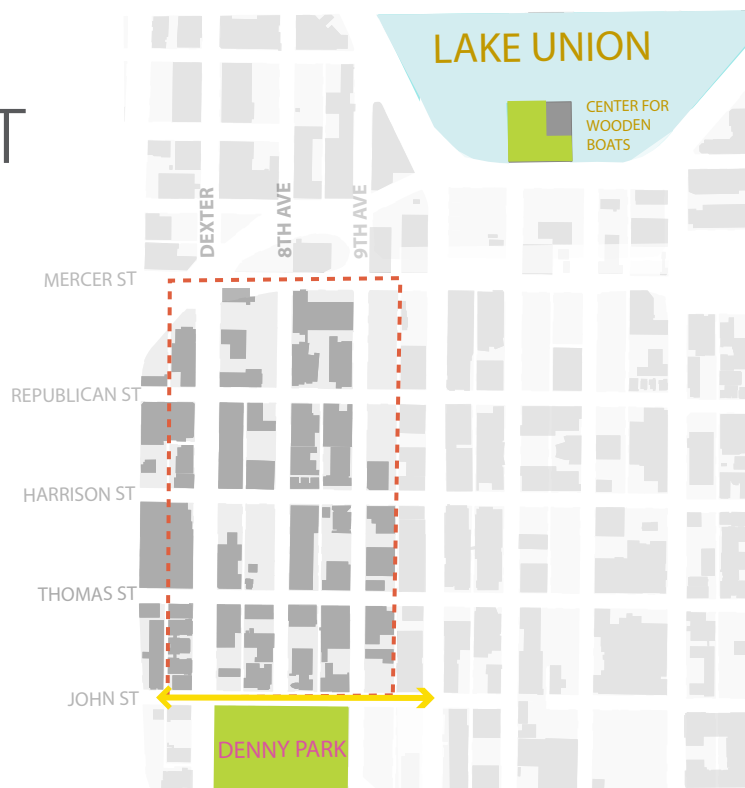 LAKE UNION
CENTER FOR
WOODEN
BOATS
T
DEXTER
8TH AVE
9TH AVE
MERCER ST
REPUBLICAN ST
HARRISON ST
THOMAS ST
JOHN ST
DENNY PARK